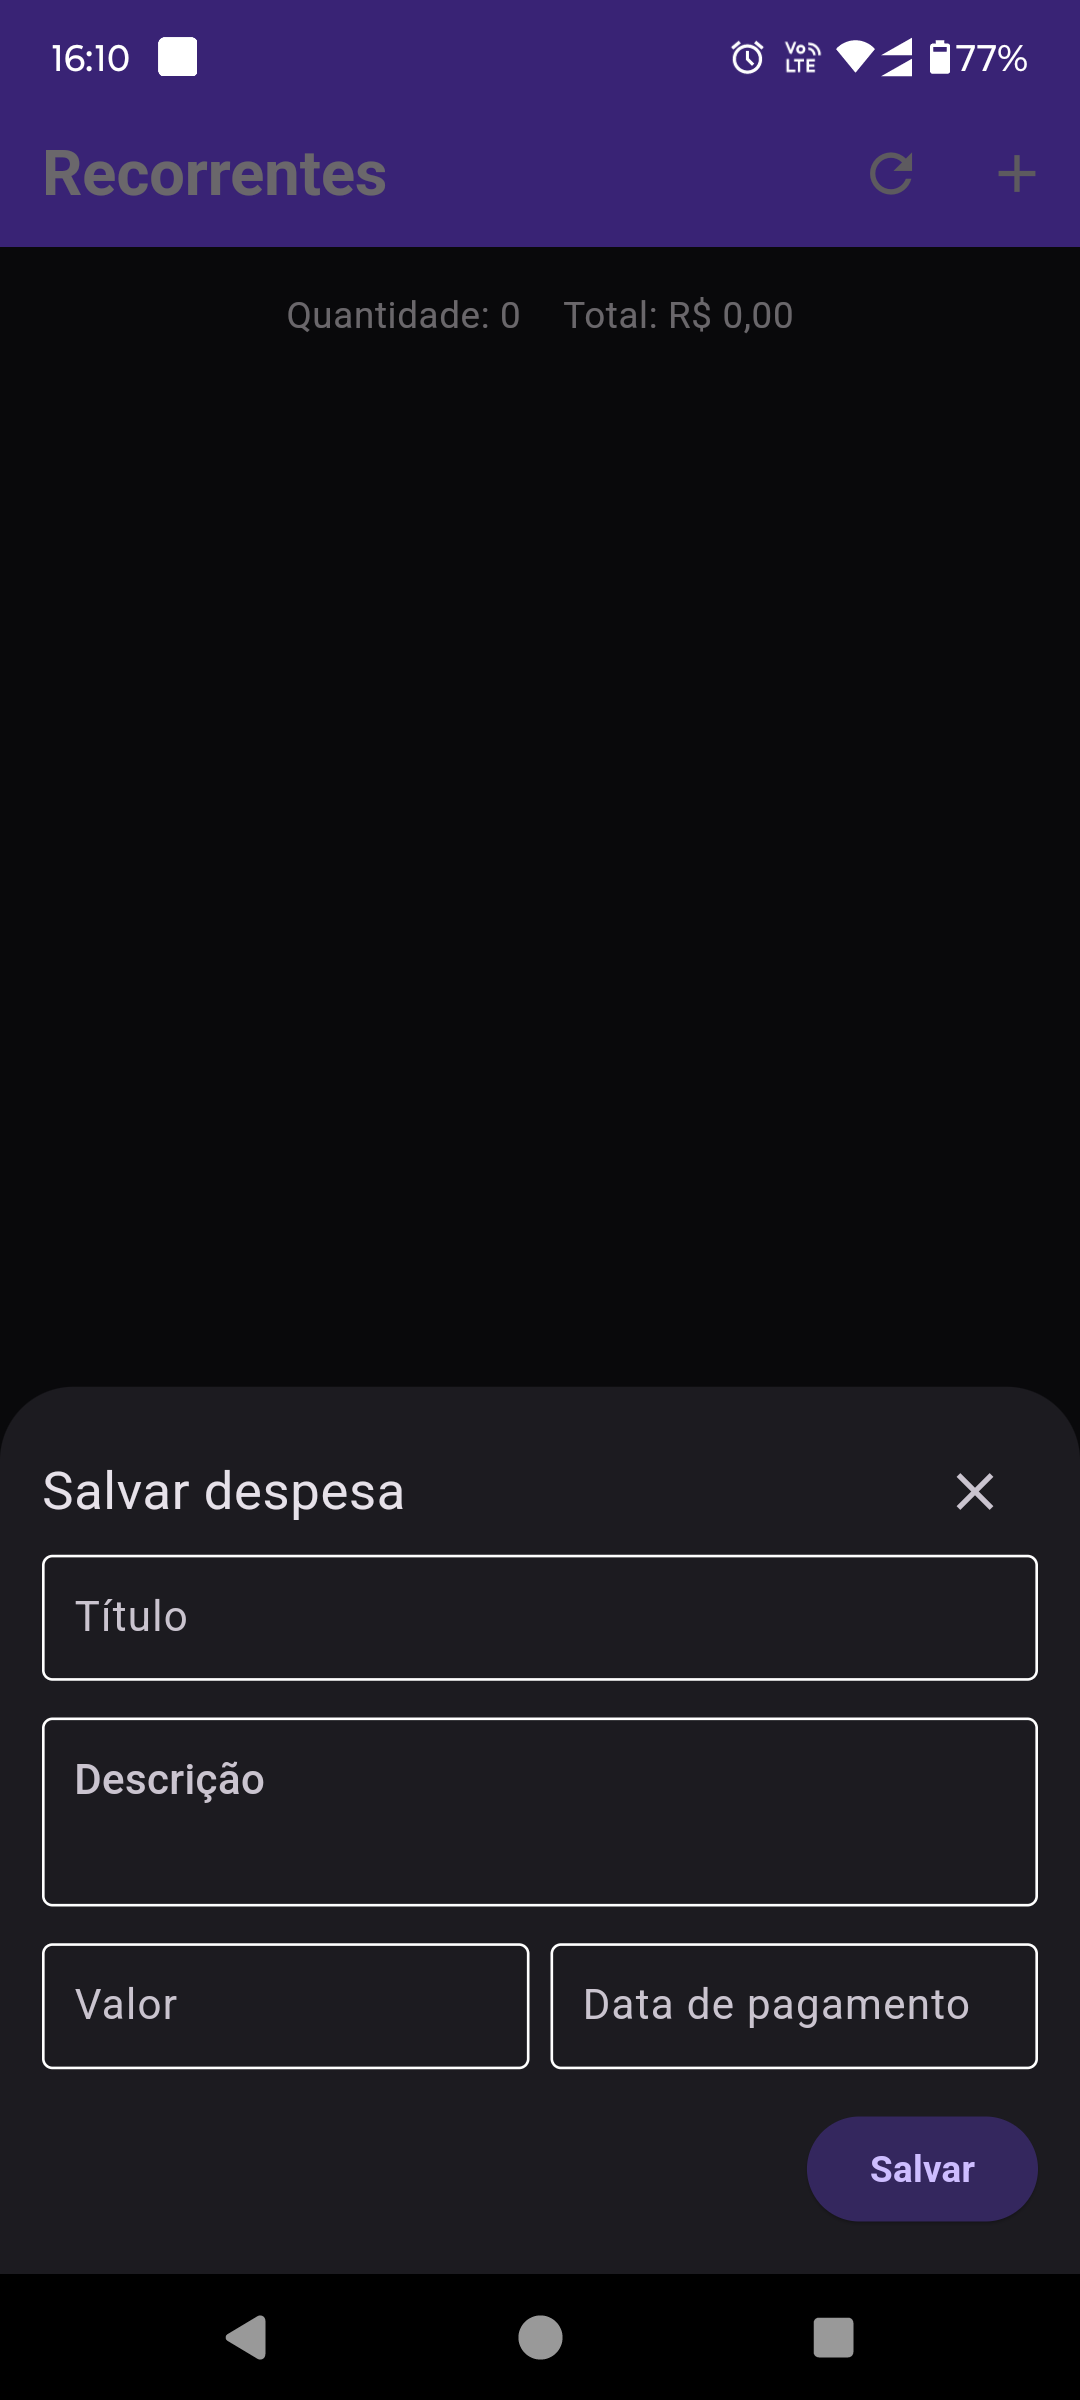 16:10 Vo LTE 77%
Recorrentes
Quantidade: 0 Total: R$ 0,00
Salvar despesa
Título
Descrição
Valor Data de pagamento
Salvar